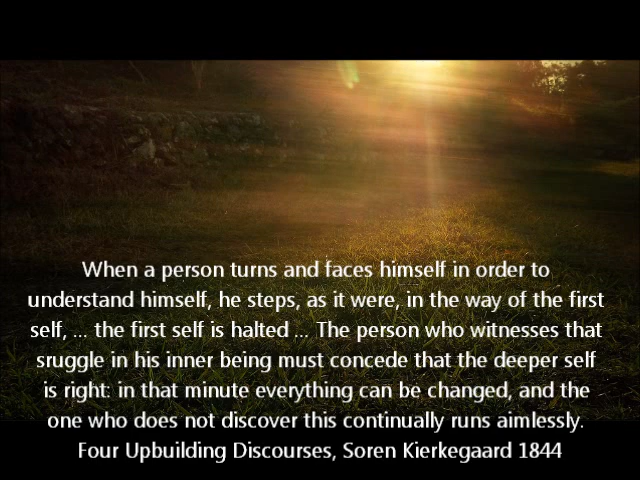 When a person turns and faces himself in order to
understand himself, he steps, as it were, in the way of the first
self, ... the first self is halted ... The person who witnesses that
sruggle in his inner being must concede that the deeper self
is right: in that minute everything can be changed, and the
one who does not discover this continually runs aimlessly.
Four Upbuilding Discourses, Soren Kierkegaard 1844